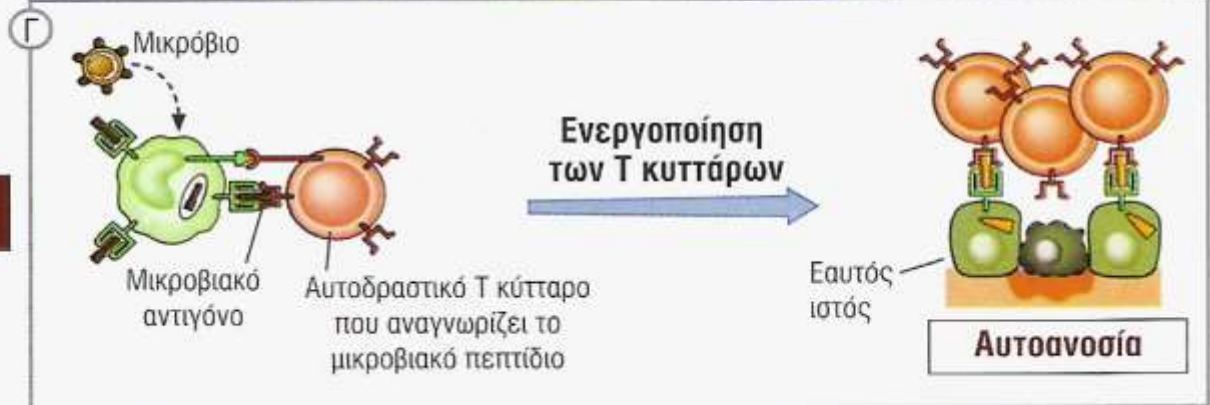 Γ
Μικρόβιο
Ενεργοποίηση
των Τ κυττάρων
Μικροβιακό
αντιγόνο
Αυτοδραστικό Τ κύτταρο
που αναγνωρίζει το
μικροβιακό πεπτίδιο
Εαυτός
ιστός
Αυτοανοσία